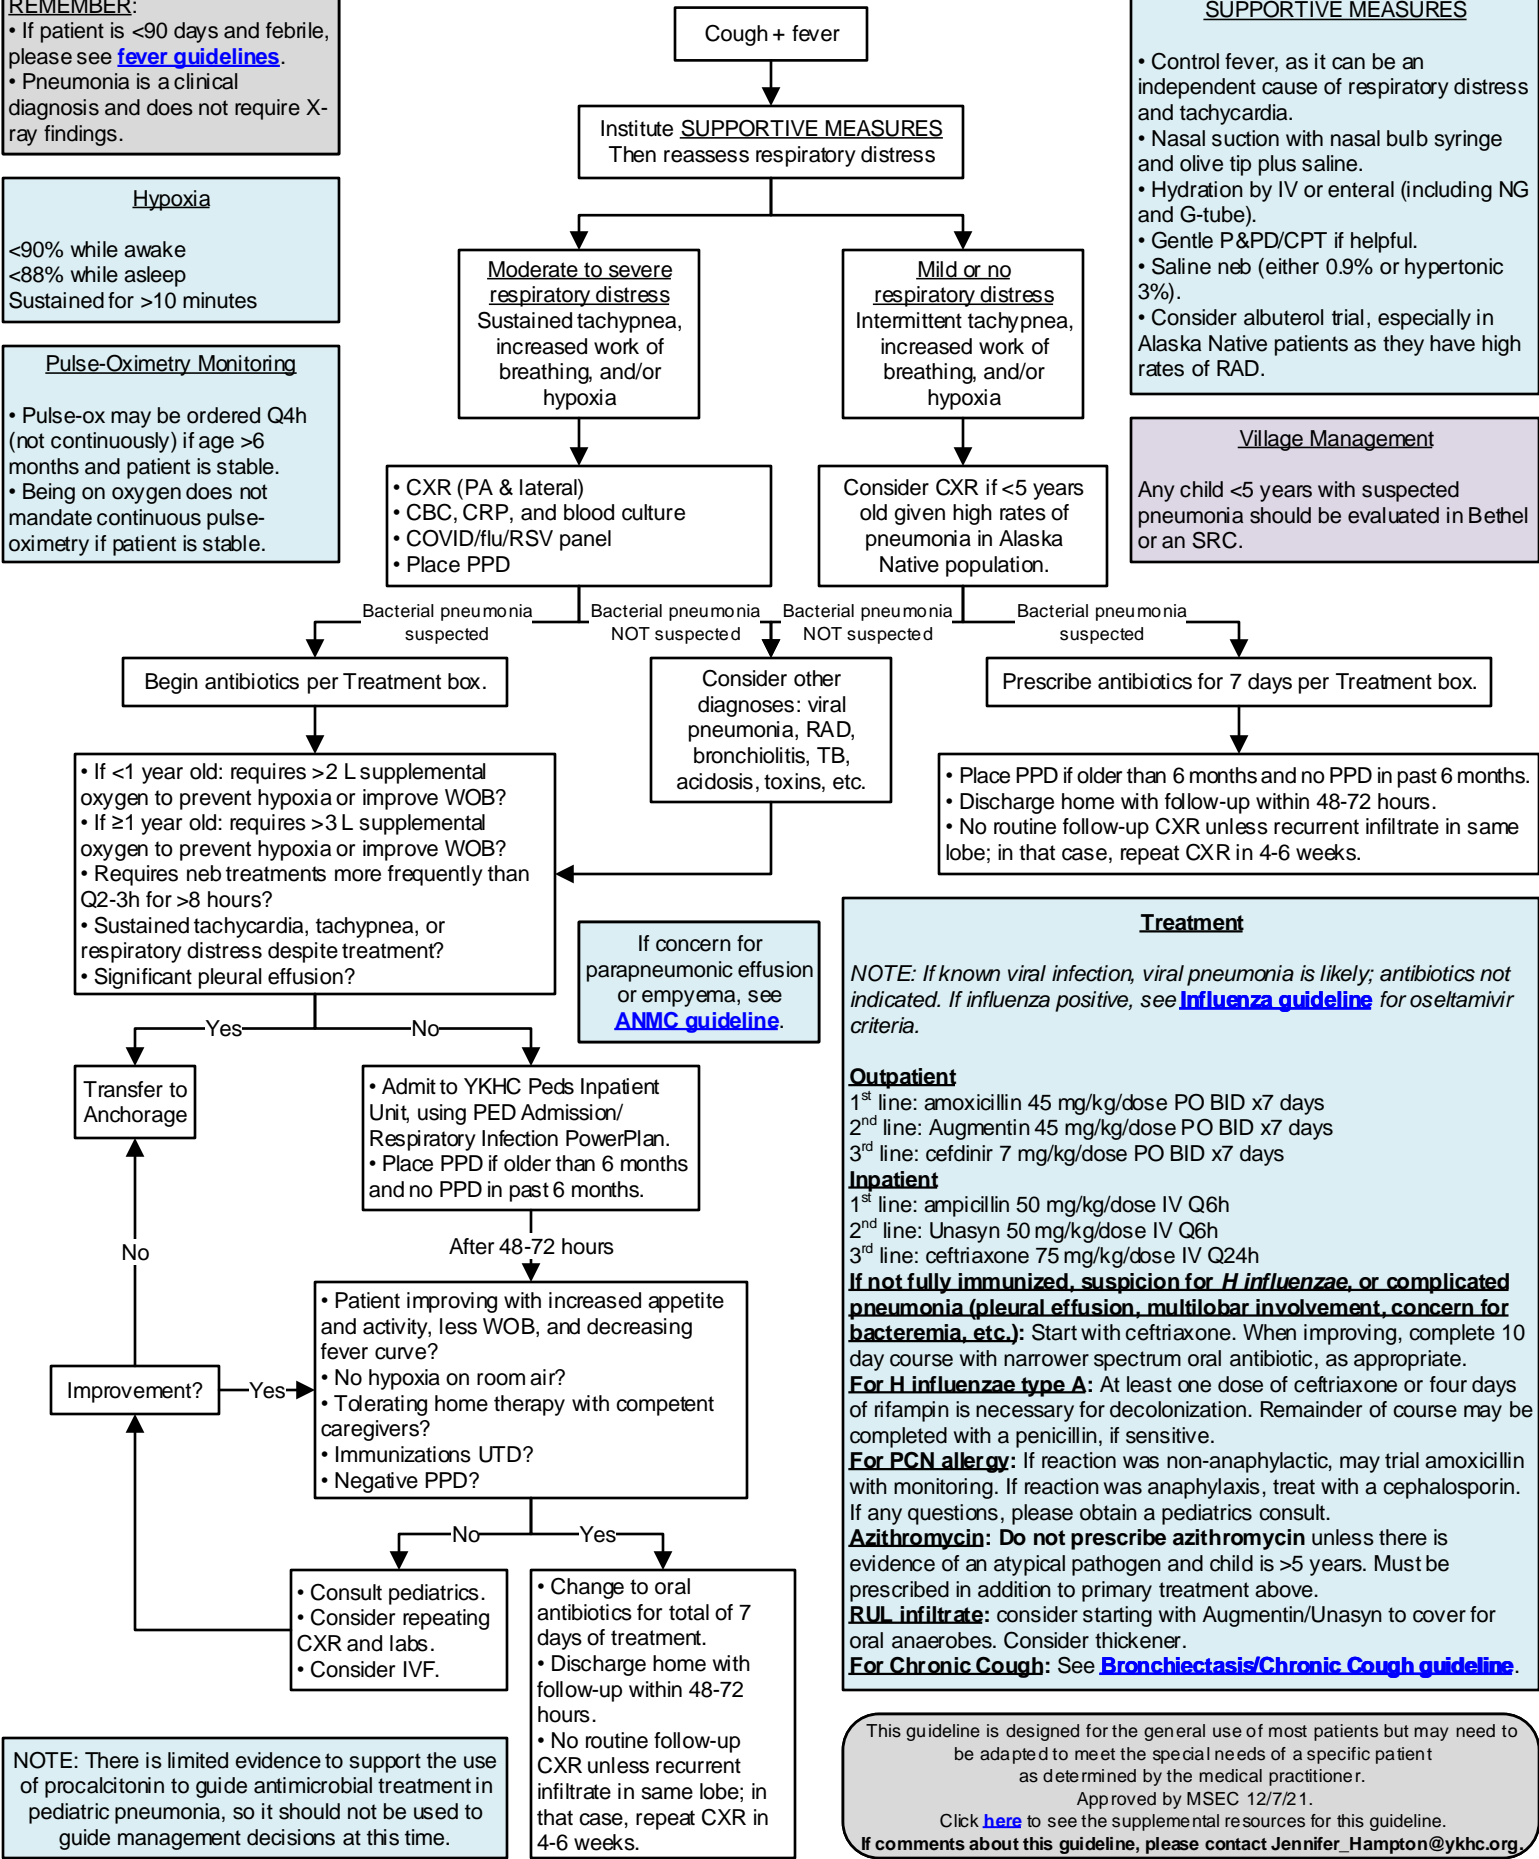 REMEMBER:
• If patient is <90 days and febrile,
please see fever guidelines.
• Pneumonia is a clinical
diagnosis and does not require X-
ray findings.
Hypoxia
<90% while awake
<88% while asleep
Sustained for >10 minutes
Pulse-Oximetry Monitoring
• Pulse-ox may be ordered Q4h
(not continuously) if age >6
months and patient is stable.
• Being on oxygen does not
mandate continuous pulse-
oximetry if patient is stable.
Cough + fever
Institute SUPPORTIVE MEASURES
Then reassess respiratory distress
SUPPORTIVE MEASURES
• Control fever, as it can be an
independent cause of respiratory distress
and tachycardia.
• Nasal suction with nasal bulb syringe
and olive tip plus saline.
• Hydration by IV or enteral (including NG
and G-tube).
• Gentle P&PD/CPT if helpful.
• Saline neb (either 0.9% or hypertonic
3%).
• Consider albuterol trial, especially in
Alaska Native patients as they have high
rates of RAD.
Village Management
Any child <5 years with suspected
pneumonia should be evaluated in Bethel
or an SRC.
Moderate to severe
respiratory distress
Sustained tachypnea,
increased work of
breathing, and/or
hypoxia
Mild or no
respiratory distress
Intermittent tachypnea,
increased work of
breathing, and/or
hypoxia
• CXR (PA & lateral)
• CBC, CRP, and blood culture
• COVID/flu/RSV panel
• Place PPD
Consider CXR if <5 years
old given high rates of
pneumonia in Alaska
Native population.
Bacterial pneumonia
suspected
Bacterial pneumonia
NOT suspected
Bacterial pneumonia
NOT suspected
Bacterial pneumonia
suspected
Begin antibiotics per Treatment box.
Consider other
diagnoses: viral
pneumonia, RAD,
bronchiolitis, TB,
acidosis, toxins, etc.
Prescribe antibiotics for 7 days per Treatment box.
• If <1 year old: requires >2 L supplemental
oxygen to prevent hypoxia or improve WOB?
• If ≥1 year old: requires >3 L supplemental
oxygen to prevent hypoxia or improve WOB?
• Requires neb treatments more frequently than
Q2-3h for >8 hours?
• Sustained tachycardia, tachypnea, or
respiratory distress despite treatment?
• Significant pleural effusion?
• Place PPD if older than 6 months and no PPD in past 6 months.
• Discharge home with follow-up within 48-72 hours.
• No routine follow-up CXR unless recurrent infiltrate in same
lobe; in that case, repeat CXR in 4-6 weeks.
If concern for
parapneumonic effusion
or empyema, see
ANMC guideline.
Yes
No
Transfer to
Anchorage
• Admit to YKHC Peds Inpatient
Unit, using PED Admission/
Respiratory Infection PowerPlan.
• Place PPD if older than 6 months
and no PPD in past 6 months.
After 48-72 hours
No
• Patient improving with increased appetite
and activity, less WOB, and decreasing
fever curve?
• No hypoxia on room air?
• Tolerating home therapy with competent
caregivers?
• Immunizations UTD?
• Negative PPD?
Improvement?
Yes
No
Yes
• Consult pediatrics.
• Consider repeating
CXR and labs.
• Consider IVF.
• Change to oral
antibiotics for total of 7
days of treatment.
• Discharge home with
follow-up within 48-72
hours.
• No routine follow-up
CXR unless recurrent
infiltrate in same lobe; in
that case, repeat CXR in
4-6 weeks.
Treatment
NOTE: If known viral infection, viral pneumonia is likely; antibiotics not
indicated. If influenza positive, see Influenza guideline for oseltamivir
criteria.
Outpatient
1st line: amoxicillin 45 mg/kg/dose PO BID x7 days
2nd line: Augmentin 45 mg/kg/dose PO BID x7 days
3rd line: cefdinir 7 mg/kg/dose PO BID x7 days
Inpatient
1st line: ampicillin 50 mg/kg/dose IV Q6h
2nd line: Unasyn 50 mg/kg/dose IV Q6h
3rd line: ceftriaxone 75 mg/kg/dose IV Q24h
If not fully immunized, suspicion for H influenzae, or complicated
pneumonia (pleural effusion, multilobar involvement, concern for
bacteremia, etc.): Start with ceftriaxone. When improving, complete 10
day course with narrower spectrum oral antibiotic, as appropriate.
For H influenzae type A: At least one dose of ceftriaxone or four days
of rifampin is necessary for decolonization. Remainder of course may be
completed with a penicillin, if sensitive.
For PCN allergy: If reaction was non-anaphylactic, may trial amoxicillin
with monitoring. If reaction was anaphylaxis, treat with a cephalosporin.
If any questions, please obtain a pediatrics consult.
Azithromycin: Do not prescribe azithromycin unless there is
evidence of an atypical pathogen and child is >5 years. Must be
prescribed in addition to primary treatment above.
RUL infiltrate: consider starting with Augmentin/Unasyn to cover for
oral anaerobes. Consider thickener.
For Chronic Cough: See Bronchiectasis/Chronic Cough guideline.
NOTE: There is limited evidence to support the use
of procalcitonin to guide antimicrobial treatment in
pediatric pneumonia, so it should not be used to
guide management decisions at this time.
This guideline is designed for the general use of most patients but may need to
be adapted to meet the special needs of a specific patient
as determined by the medical practitioner.
Approved by MSEC 12/7/21.
Click here to see the supplemental resources for this guideline.
If comments about this guideline, please contact Jennifer_Hampton@ykhc.org.